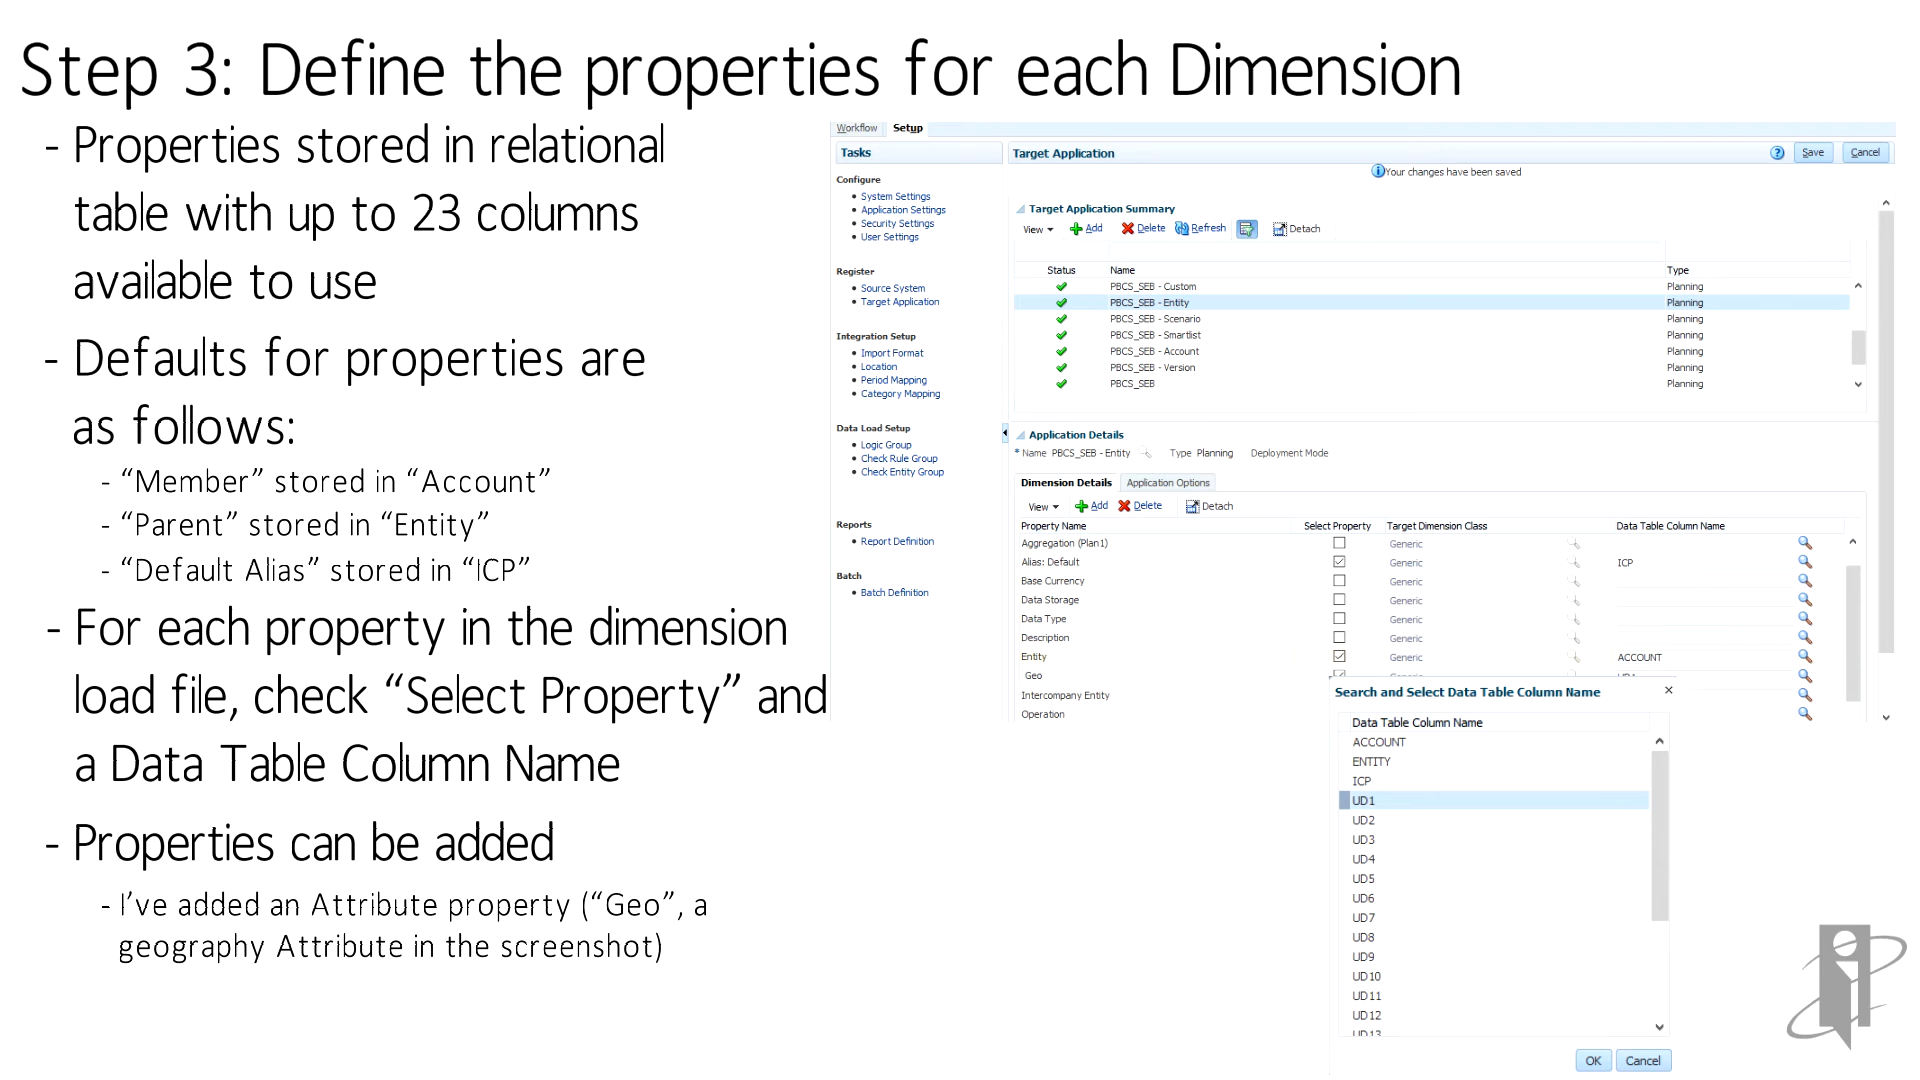 Step 3: Define the properties for each Dimension
- Properties stored in relational
table with up to 23 columns
available to use
- Defaults for properties are
as follows:
- “Member” stored in “Account”
- “Parent” stored in “Entity”
- “Default Alias” stored in “ICP”
- For each property in the dimension
load file, check “Select Property” and
a Data Table Column Name
- Properties can be added
- I’ve added an Attribute property (“Geo”, a
geography Attribute in the screenshot)
Workflow Setup
Tasks
Configure
• System Settings
• Application Settings
• Security Settings
• User Settings
Register
• Source System
• Target Application
Integration Setup
• Import Format
• Location
• Period Mapping
• Category Mapping
Data Load Setup
• Logic Group
• Check Rule Group
• Check Entity Group
Reports
• Report Definition
Batch
• Batch Definition
Target Application Save Cancel
Your changes have been saved
Target Application Summary
View Add Delete Refresh Detach
Status Name Type
PBCS_SEB - Custom Planning
PBCS_SEB - Entity Planning
PBCS_SEB - Scenario Planning
PBCS_SEB - Smartlist Planning
PBCS_SEB - Account Planning
PBCS_SEB - Version Planning
PBCS_SEB Planning
Application Details
* Name PBCS_SEB - Entity Type Planning Deployment Mode
Dimension Details Application Options
View Add Delete Detach
Property Name Select Property Target Dimension Class Data Table Column Name
Aggregation (Plan1) Generic
Alias: Default Generic ICP
Base Currency Generic
Data Storage Generic
Data Type Generic
Description Generic
Entity Generic ACCOUNT
Geo
Intercompany Entity
Operation
Search and Select Data Table Column Name
Data Table Column Name
ACCOUNT
ENTITY
ICP
UD1
UD2
UD3
UD4
UD5
UD6
UD7
UD8
UD9
UD10
UD11
UD12
UD13
OK Cancel